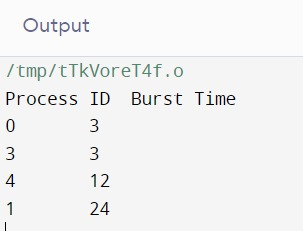 Output
/tmp/tTkVoreT4f.o
Process ID  Burst Time
0        3
3        3
4        12
1        24